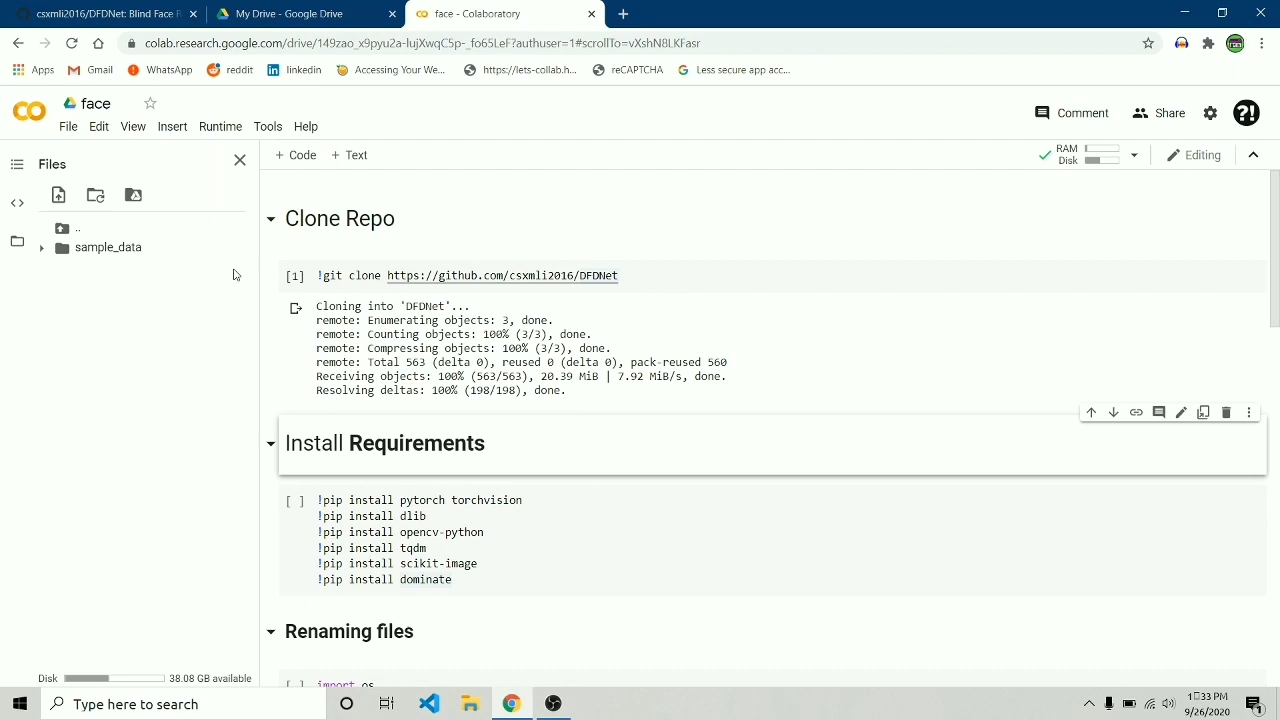 csxmli2016/DFDNet: Blind Face R
My Drive - Google Drive
face - Colaboratory
colab.research.google.com/drive/149zao_x9pyu2a-lujXwqC5p-_fo65LeF?authuser=1#scrollTo=vXshN8LKFasr
Apps
Gmail
WhatsApp
reddit
linkedin
Accessing Your We...
https://lets-collab.h...
reCAPTCHA
Less secure app acc...
face
Comment
Share
File Edit View Insert Runtime Tools Help
Files
+ Code + Text
RAM
Disk
Editing
..
sample_data
Clone Repo
[1] !git clone https://github.com/csxmli2016/DFDNet
Cloning into 'DFDNet'...
remote: Enumerating objects: 3, done.
remote: Counting objects: 100% (3/3), done.
remote: Compressing objects: 100% (3/3), done.
remote: Total 563 (delta 0), reused 0 (delta 0), pack-reused 560
Receiving objects: 100% (563/563), 20.39 MiB | 7.92 MiB/s, done.
Resolving deltas: 100% (198/198), done.
Install Requirements
[ ] !pip install pytorch torchvision
!pip install dlib
!pip install opencv-python
!pip install tqdm
!pip install scikit-image
!pip install dominate
Renaming files
[ ] import os
Disk 38.08 GB available
Type here to search
1:33 PM
9/26/2020